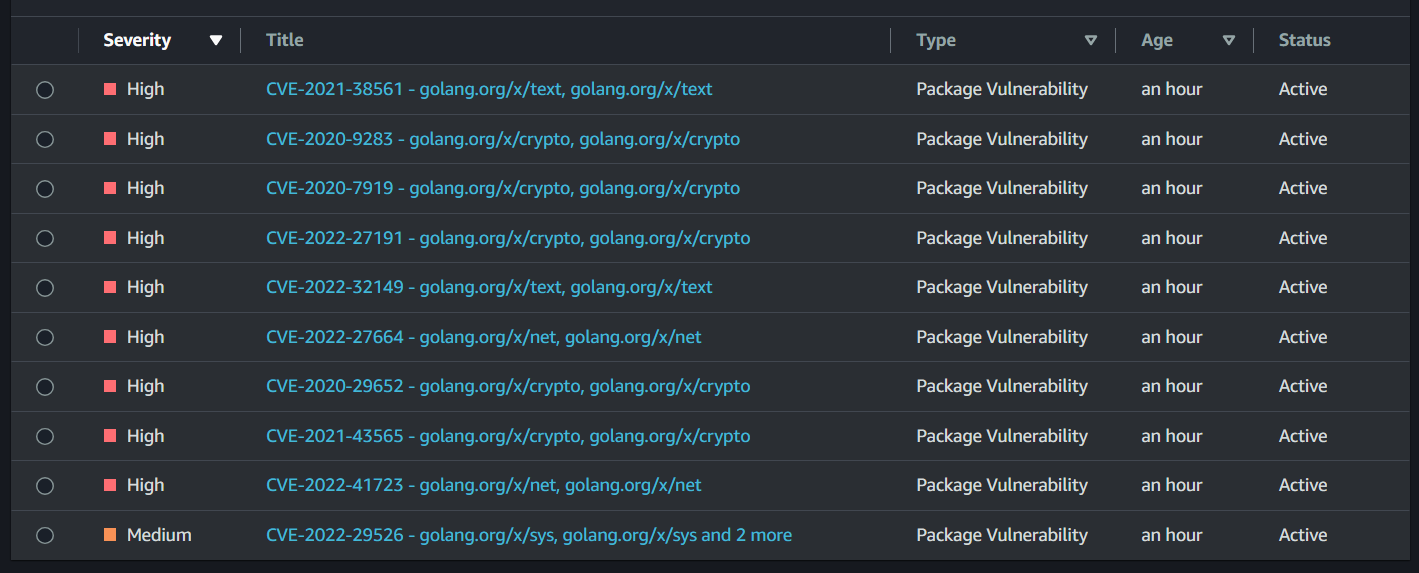 Severity Title Type Age Status
High CVE-2021-38561 - golang.org/x/text, golang.org/x/text Package Vulnerability an hour Active
High CVE-2020-9283 - golang.org/x/crypto, golang.org/x/crypto Package Vulnerability an hour Active
High CVE-2020-7919 - golang.org/x/crypto, golang.org/x/crypto Package Vulnerability an hour Active
High CVE-2022-27191 - golang.org/x/crypto, golang.org/x/crypto Package Vulnerability an hour Active
High CVE-2022-32149 - golang.org/x/text, golang.org/x/text Package Vulnerability an hour Active
High CVE-2022-27664 - golang.org/x/net, golang.org/x/net Package Vulnerability an hour Active
High CVE-2020-29652 - golang.org/x/crypto, golang.org/x/crypto Package Vulnerability an hour Active
High CVE-2021-43565 - golang.org/x/crypto, golang.org/x/crypto Package Vulnerability an hour Active
High CVE-2022-41723 - golang.org/x/net, golang.org/x/net Package Vulnerability an hour Active
Medium CVE-2022-29526 - golang.org/x/sys, golang.org/x/sys and 2 more Package Vulnerability an hour Active